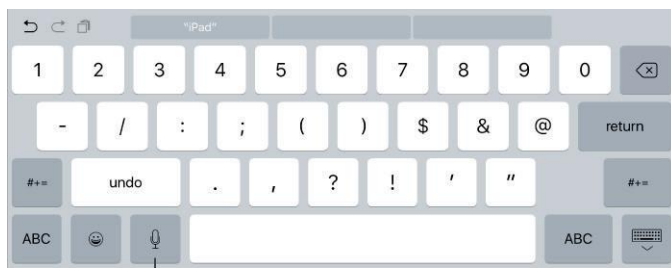 "iPad"
1 2 3 4 5 6 7 8 9 0
- / : ; ( ) $ & @ return
#+= undo . , ? ! ' " #+=
ABC ABC